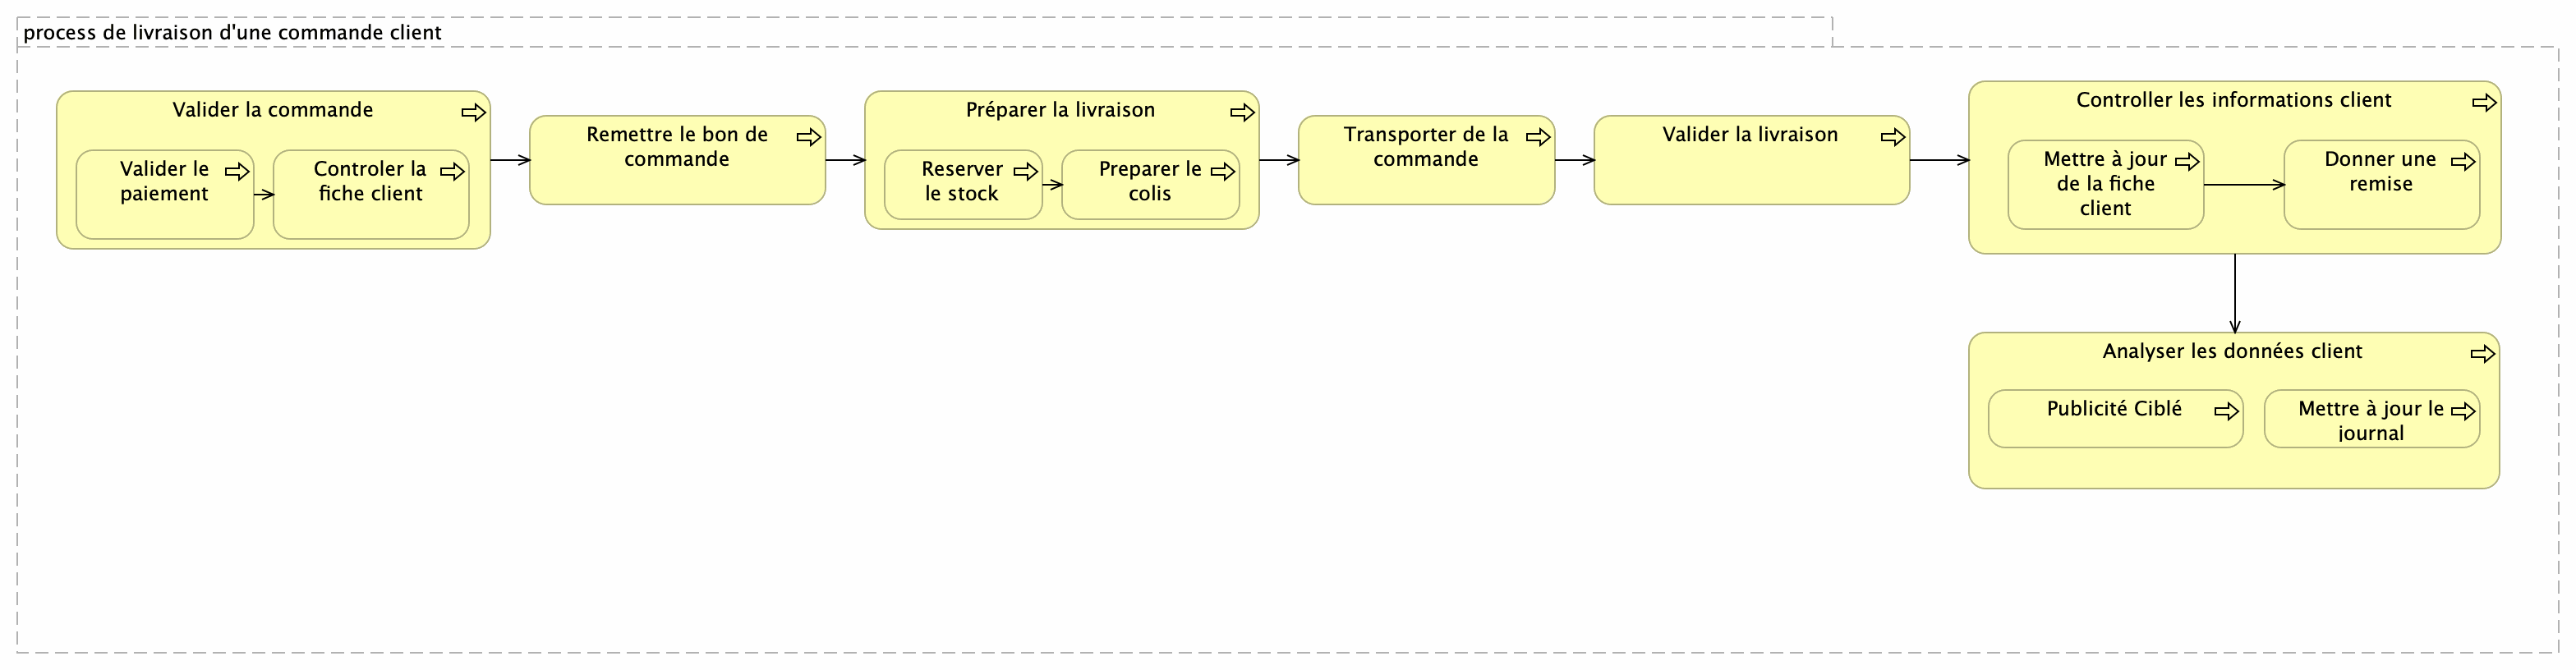 process de livraison d'une commande client
Valider la commande
Valider le
paiement
Controler la
fiche client
Remettre le bon de
commande
Préparer la livraison
Reserver
le stock
Preparer le
colis
Transporter de la
commande
Valider la livraison
Controller les informations client
Mettre à jour
de la fiche
client
Donner une
remise
Analyser les données client
Publicité Ciblé
Mettre à jour le
journal